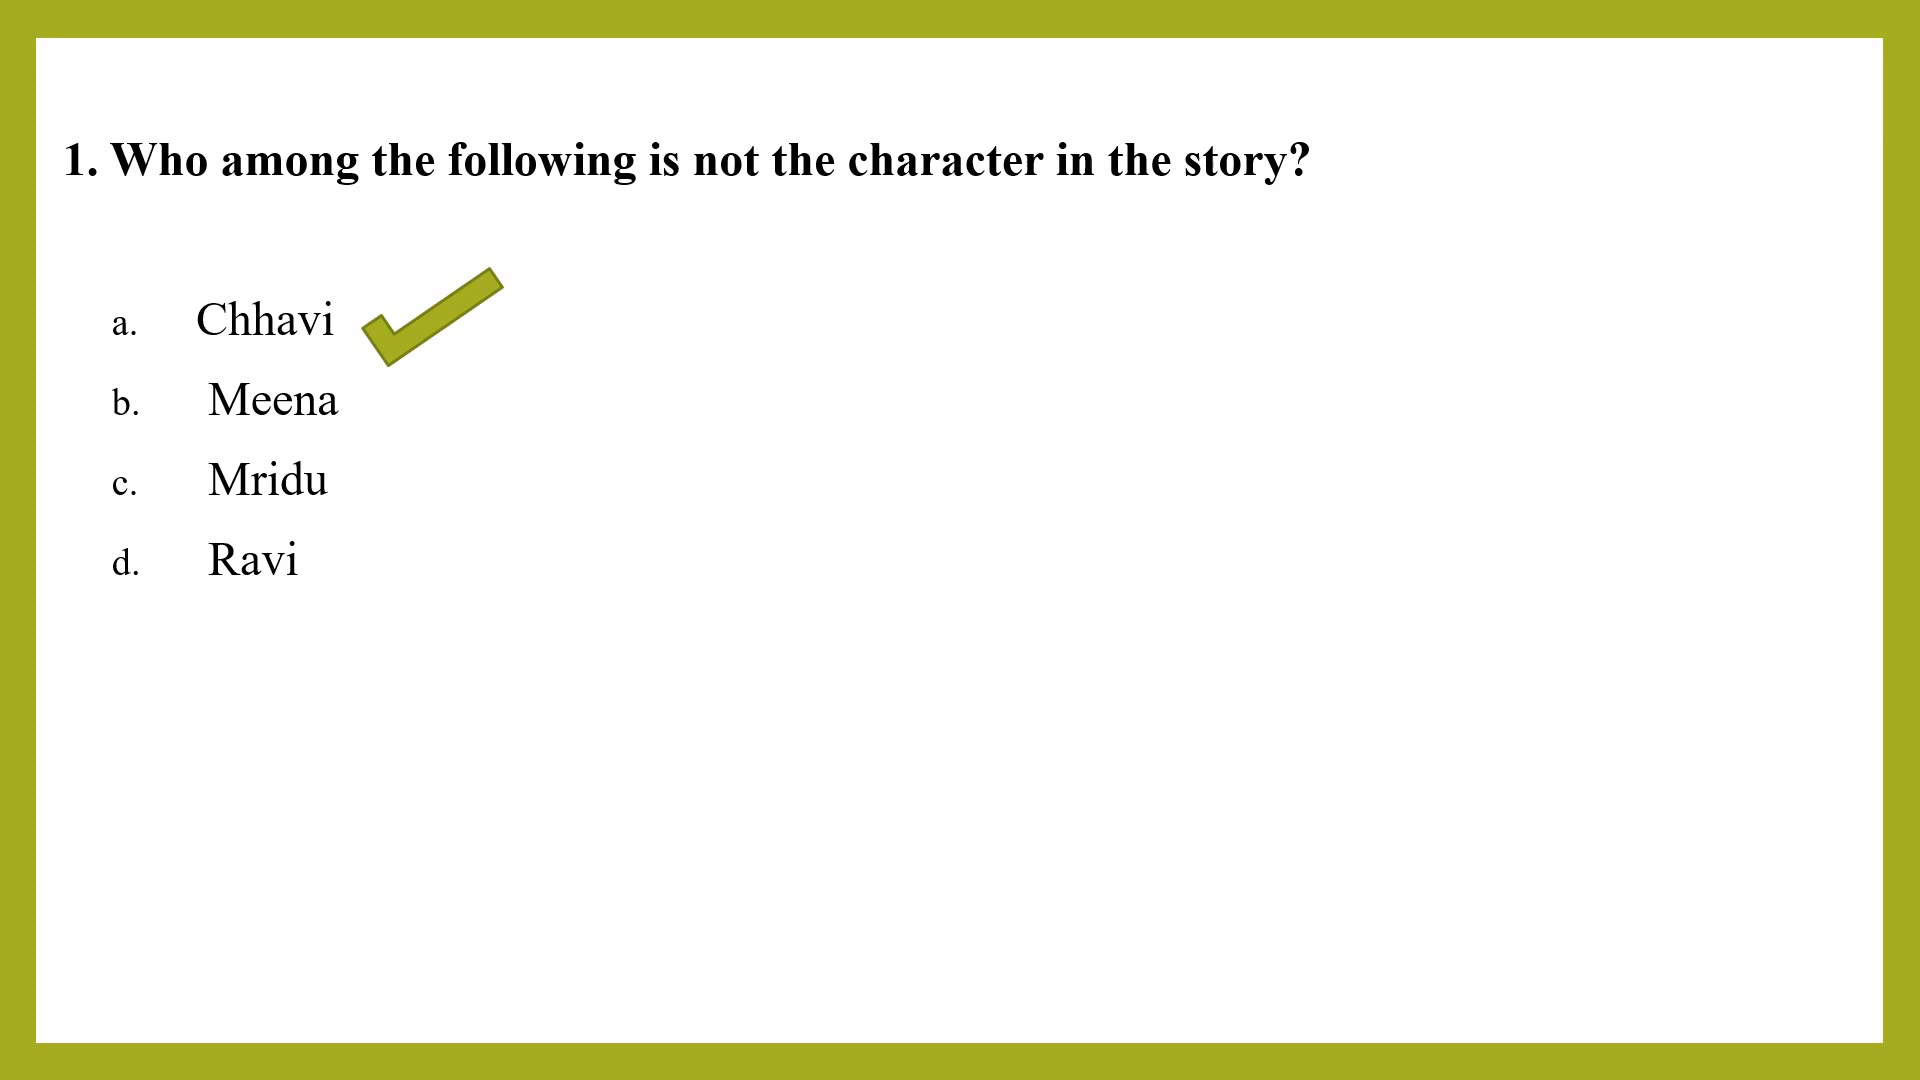 1. Who among the following is not the character in the story?
a. Chhavi
b. Meena
c. Mridu
d. Ravi